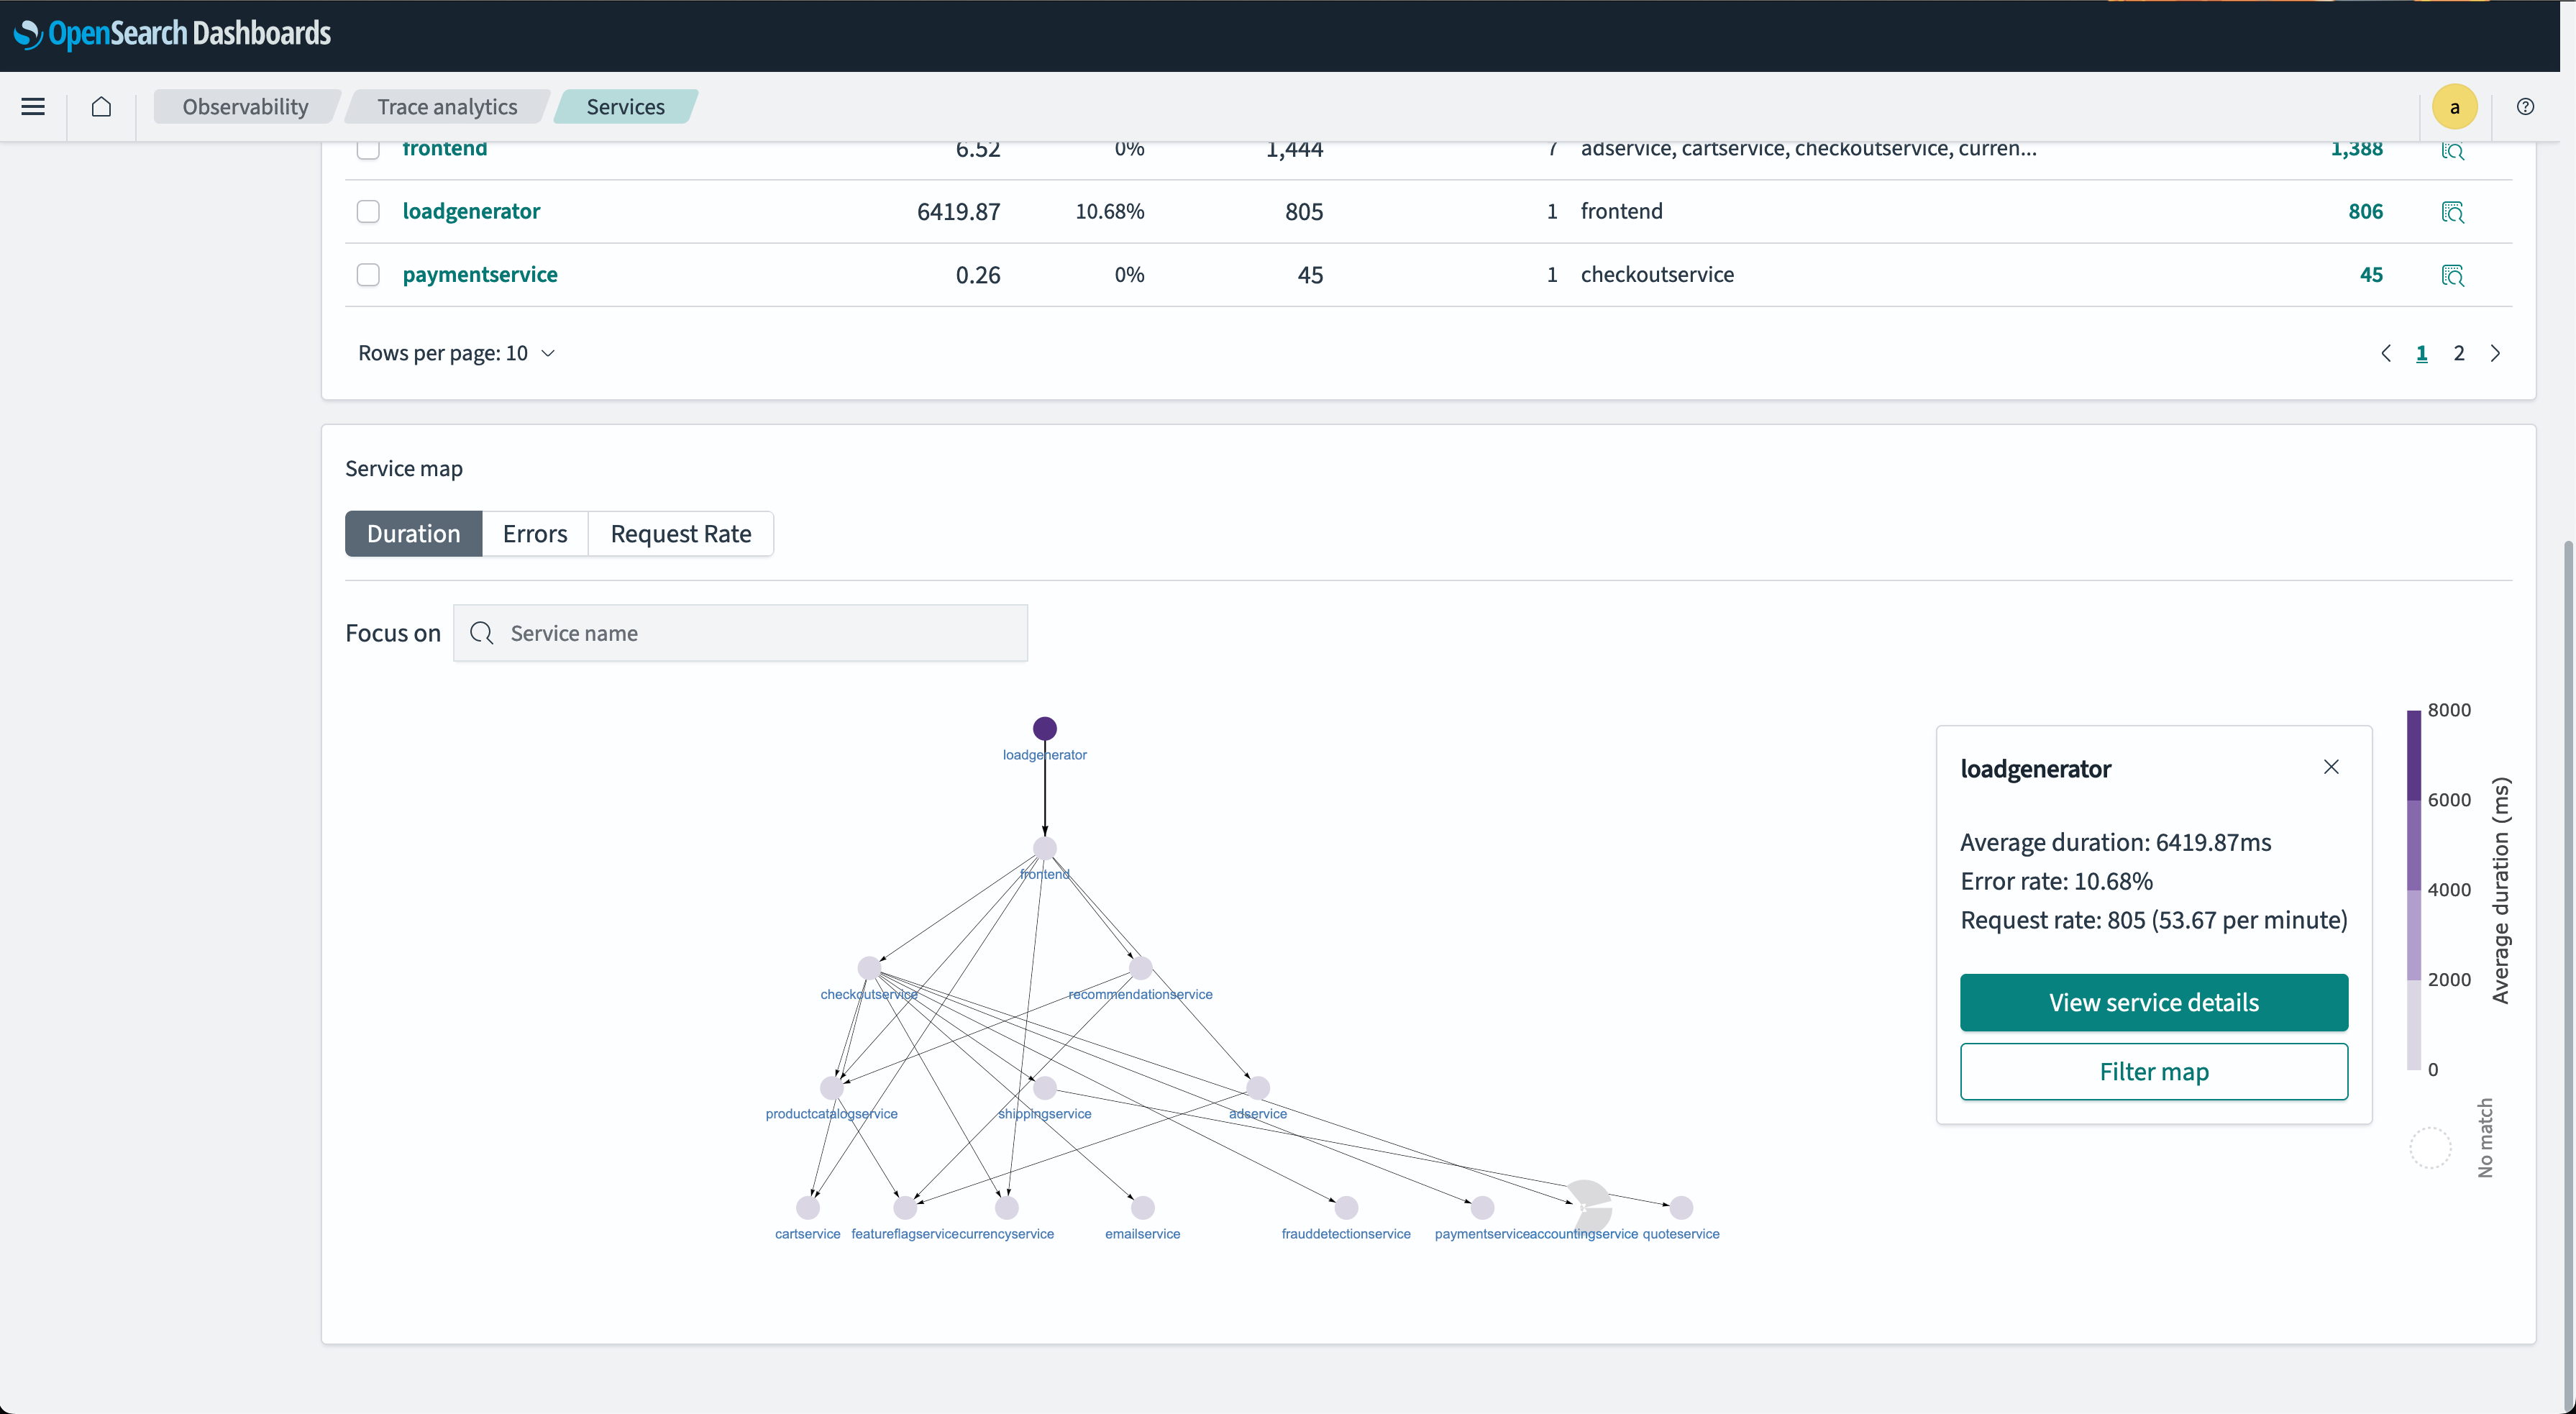 OpenSearch Dashboards
Observability Trace analytics Services a
frontend 6.52 0% 1,444 7 adservice, cartservice, checkoutservice, curren... 1,388
loadgenerator 6419.87 10.68% 805 1 frontend 806
paymentservice 0.26 0% 45 1 checkoutservice 45
Rows per page: 10 1 2
Service map
Duration Errors Request Rate
Focus on Service name
loadgenerator
frontend
checkoutservice recommendationservice
productcatalogservice shippingservice adservice
cartservice featureflagservice currencyservice emailservice frauddetectionservice paymentservice accountingservice quoteservice
loadgenerator
Average duration: 6419.87ms
Error rate: 10.68%
Request rate: 805 (53.67 per minute)
View service details
Filter map
8000
6000
4000
2000
0
Average duration (ms)
No match